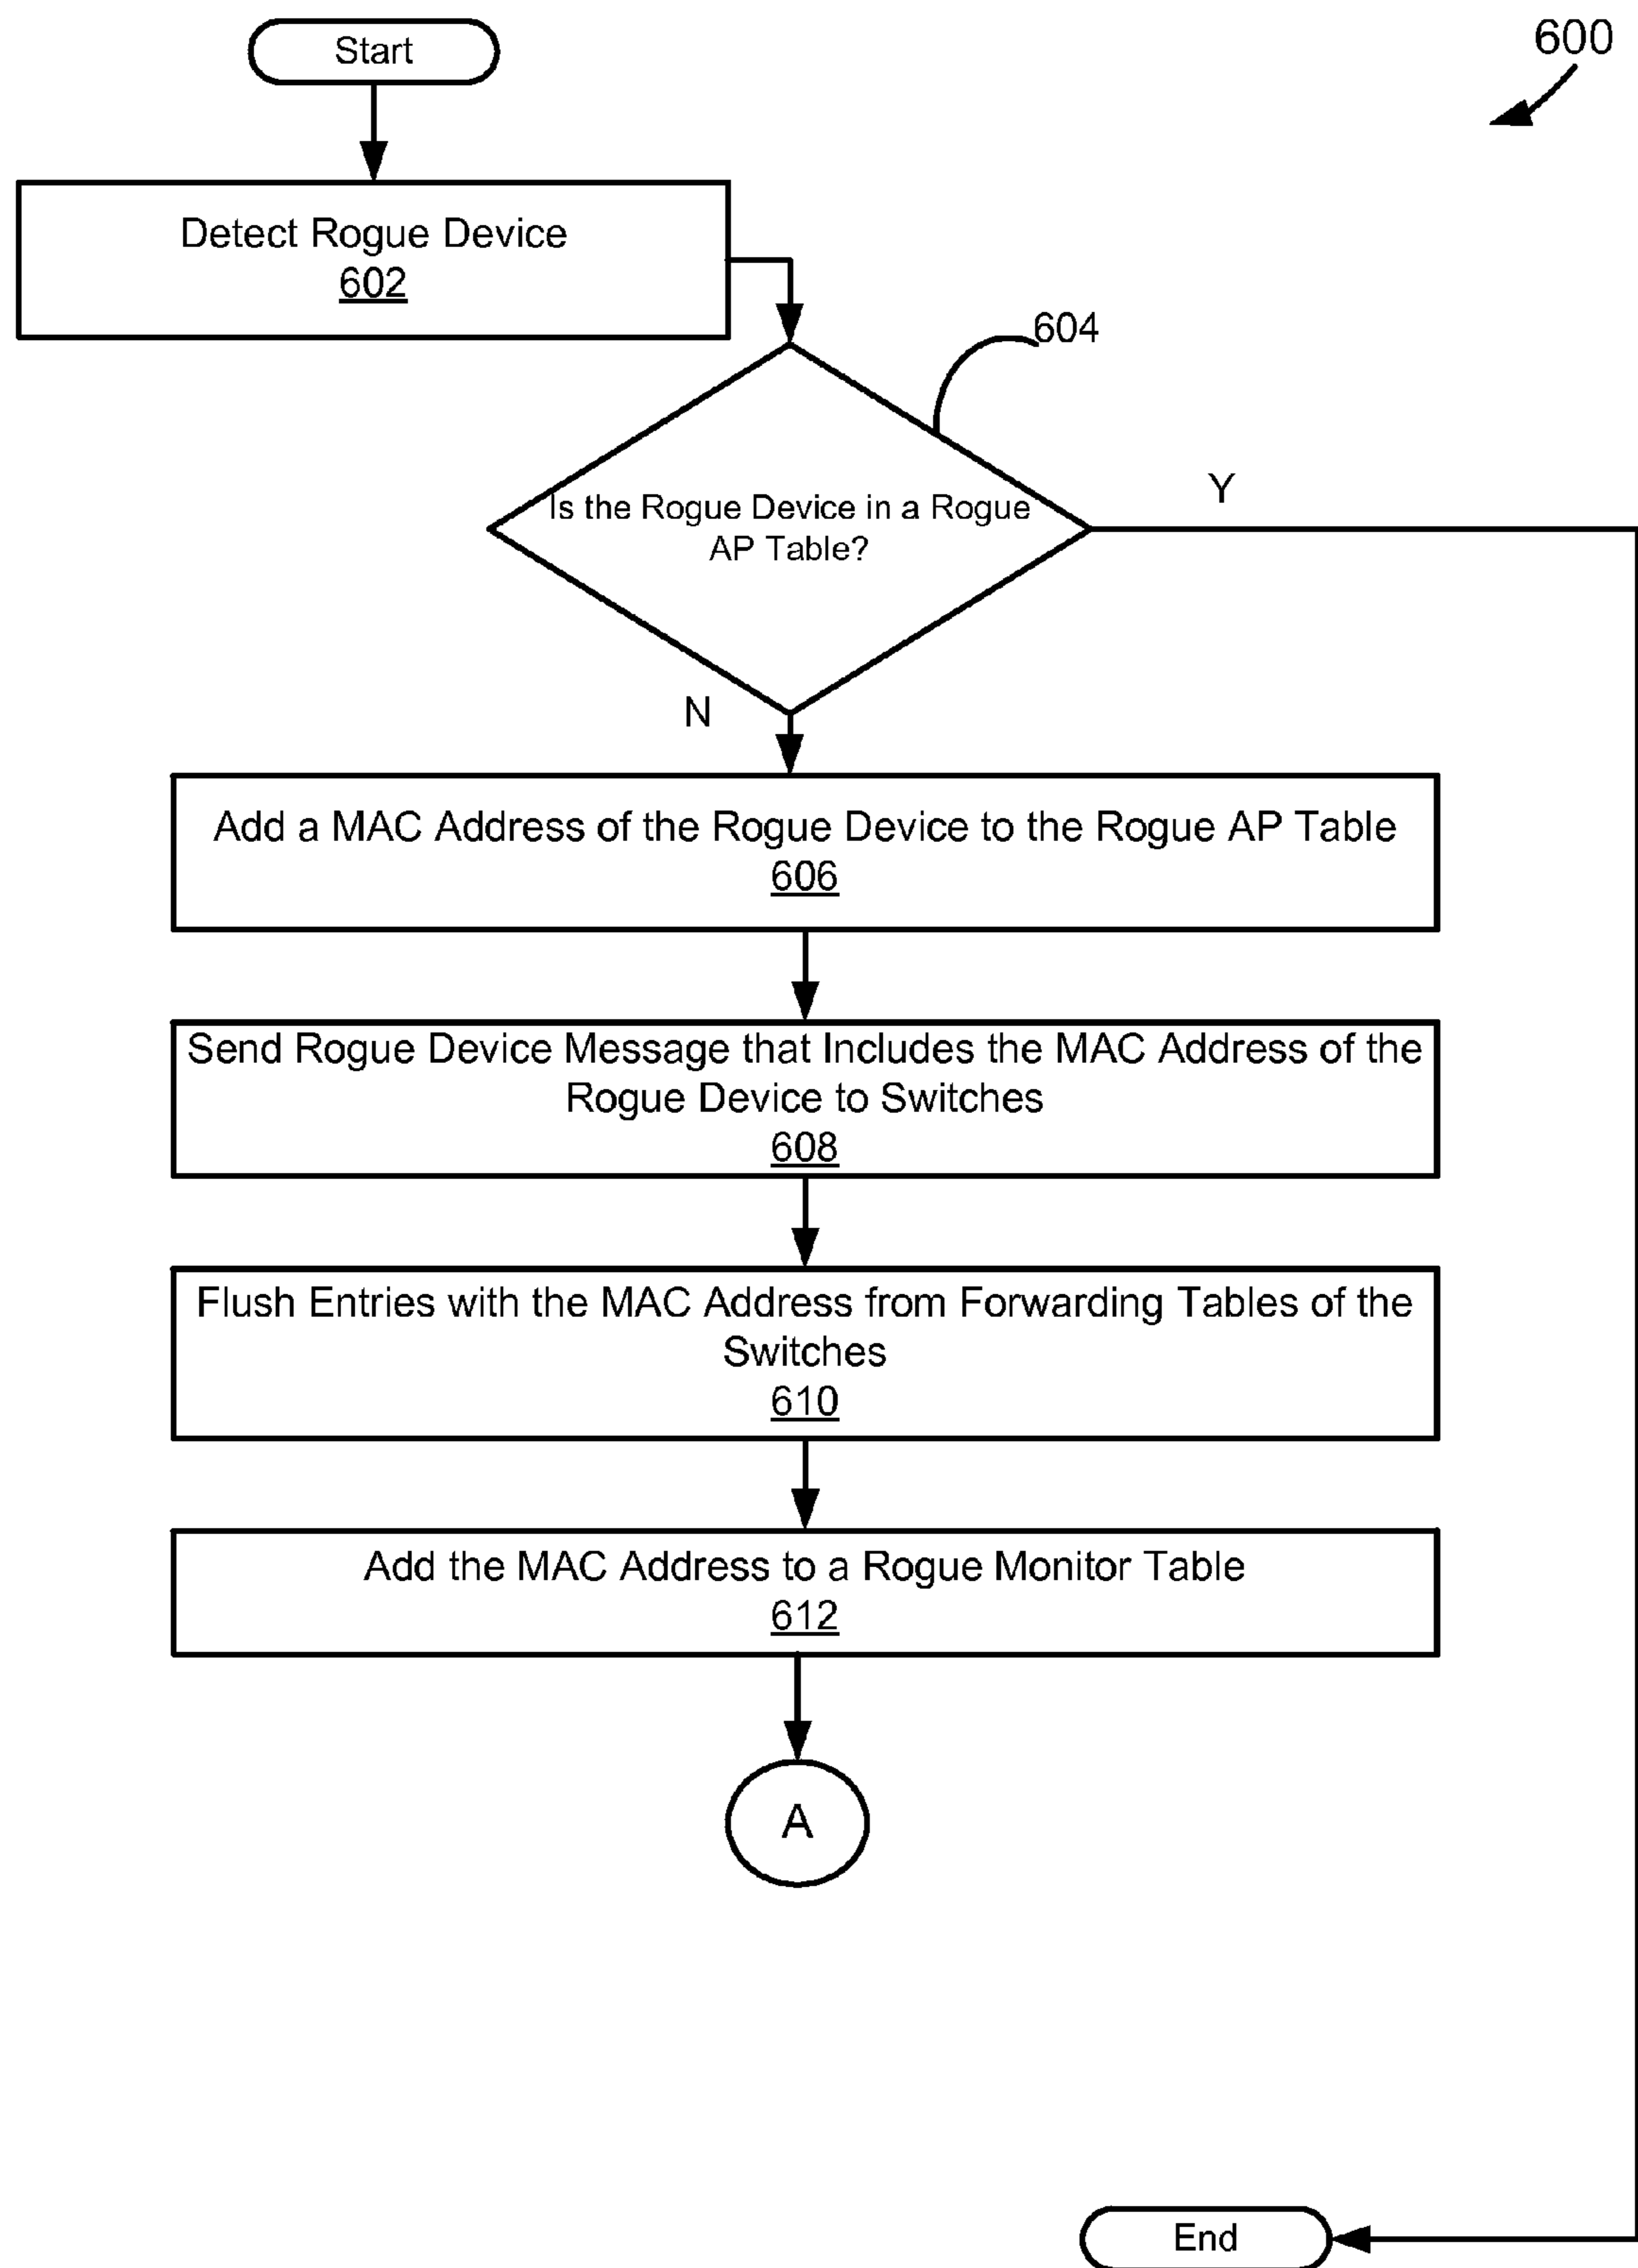 Start
600
Detect Rogue Device
602
604
Is the Rogue Device in a Rogue
AP Table?
Y
N
Add a MAC Address of the Rogue Device to the Rogue AP Table
606
Send Rogue Device Message that Includes the MAC Address of the
Rogue Device to Switches
608
Flush Entries with the MAC Address from Forwarding Tables of the
Switches
610
Add the MAC Address to a Rogue Monitor Table
612
A
End